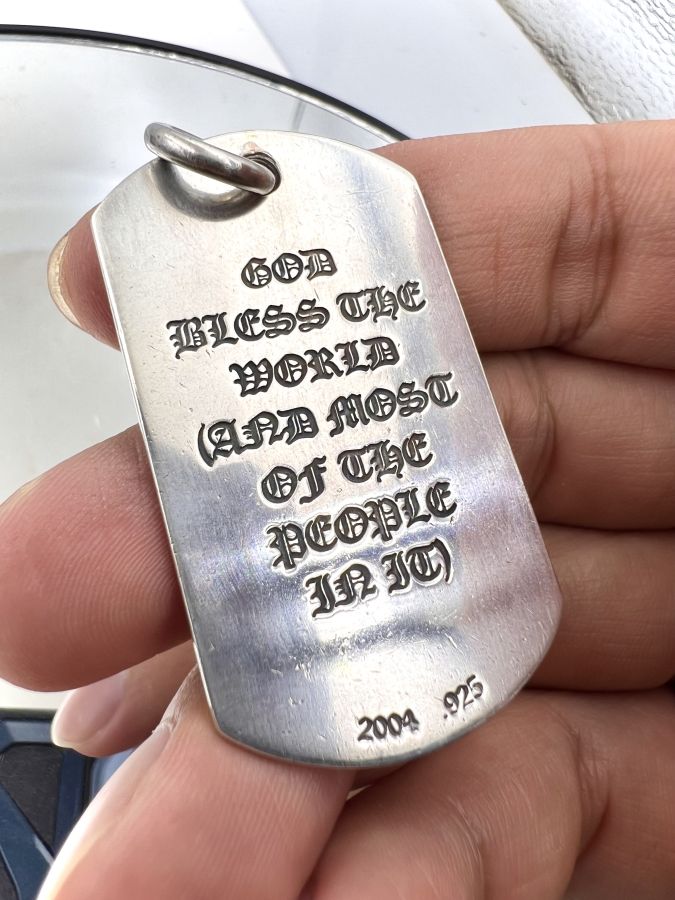 GOD
BLESS THE
WORLD
(AND MOST
OF THE
PEOPLE
IN IT)
2004 .925